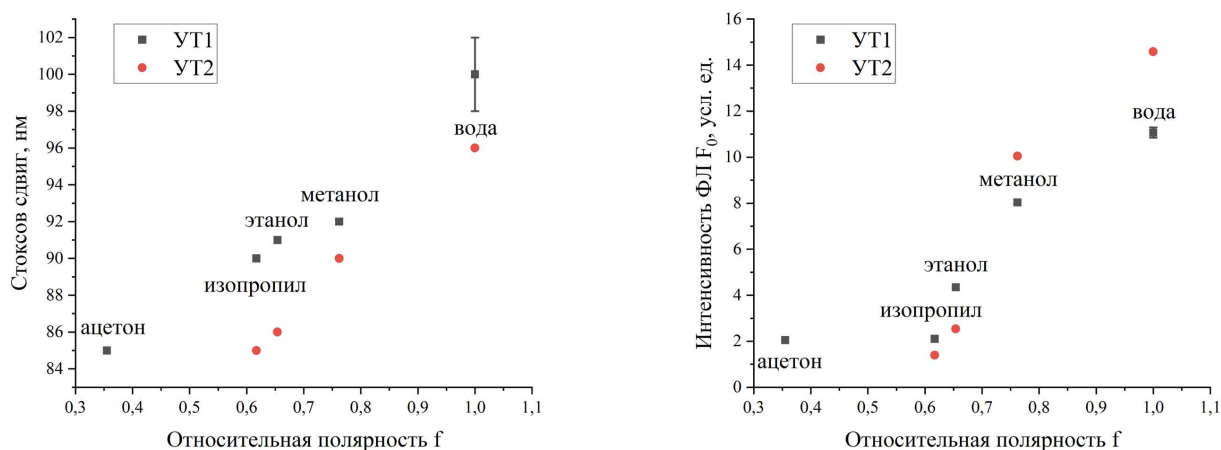 Стоксов сдвиг, нм
102
100
98
96
94
92
90
88
86
84
УТ1
УТ2
вода
метанол
этанол
изопропил
ацетон
0,3 0,4 0,5 0,6 0,7 0,8 0,9 1,0 1,1
Относительная полярность f
Интенсивность ФЛ F0, усл. ед.
16
14
12
10
8
6
4
2
0
УТ1
УТ2
вода
метанол
этанол
изопропил
ацетон
0,3 0,4 0,5 0,6 0,7 0,8 0,9 1,0 1,1
Относительная полярность f